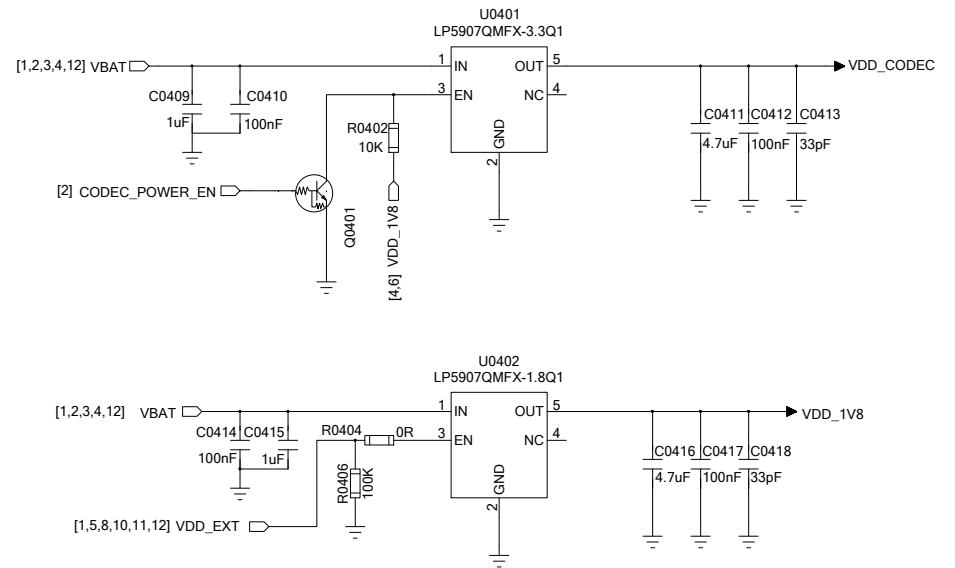 U0401
LP5907QMFX-3.3Q1
[1,2,3,4,12] VBAT
1 IN OUT 5
VDD_CODEC
3 EN NC 4
C0409
1uF
C0410
100nF
R0402
10K
GND
2
C0411
4.7uF
C0412
100nF
C0413
33pF
[2] CODEC_POWER_EN
Q0401
[4,6] VDD_1V8
U0402
LP5907QMFX-1.8Q1
[1,2,3,4,12] VBAT
1 IN OUT 5
VDD_1V8
3 EN NC 4
C0414
100nF
C0415
1uF
R0404
0R
R0406
100K
GND
2
C0416
4.7uF
C0417
100nF
C0418
33pF
[1,5,8,10,11,12] VDD_EXT